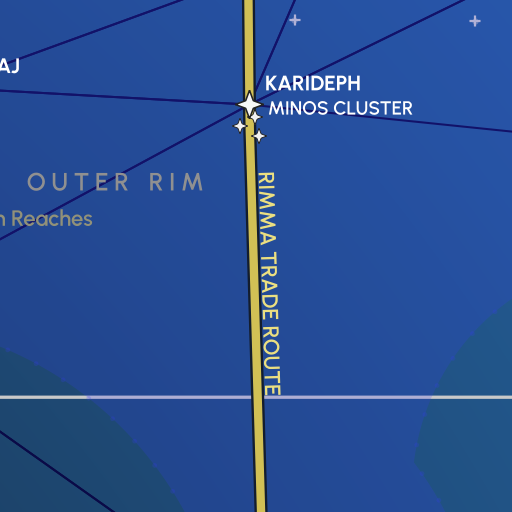 AJ
KARIDEPH
MINOS CLUSTER
OUTER RIM
Reaches
RIMMA TRADE ROUTE